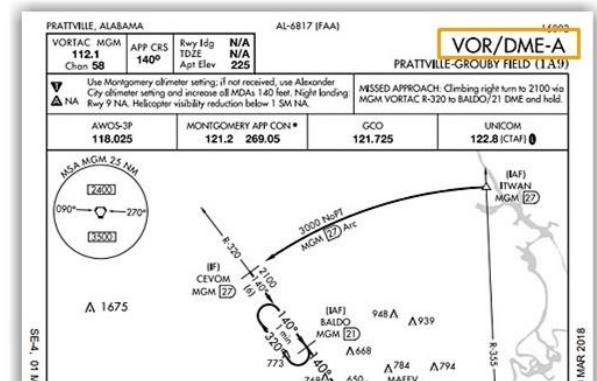 PRATTVILLE, ALABAMA
AL-6817 (FAA)
VORTAC MGM
112.1
Chan 58
APP CRS
140°
Rwy ldg N/A
TDZE N/A
Apt Elev 225
VOR/DME-A
PRATTVILLE-GROUBY FIELD (1A9)
▼
▲ NA
Use Montgomery altimeter setting; if not received, use Alexander
City altimeter setting and increase all MDAs 140 feet. Night landing:
Rwy 9 NA. Helicopter visibility reduction below 1 SM NA.
MISSED APPROACH: Climbing right turn to 2100 via
MGM VORTAC R-320 to BALDO/21 DME and hold.
AWOS-3P
118.025
MONTGOMERY APP CON*
121.2 269.05
GCO
121.725
UNICOM
122.8 (CTAF)
MSA MGM 25 NM
2400
090°
270°
3500
(IAF)
ITWAN
MGM 27
3000 NoPT
MGM 27 Arc
R-320
(IF)
CEVOM
MGM 27
2100
140°
(6)
1675
140°
1 min
320°
(IAF)
BALDO
MGM 21
140°
948
939
668
773
768
650
784
794
MAFFY
R-355
SE-4, 01 M
MAR 2018